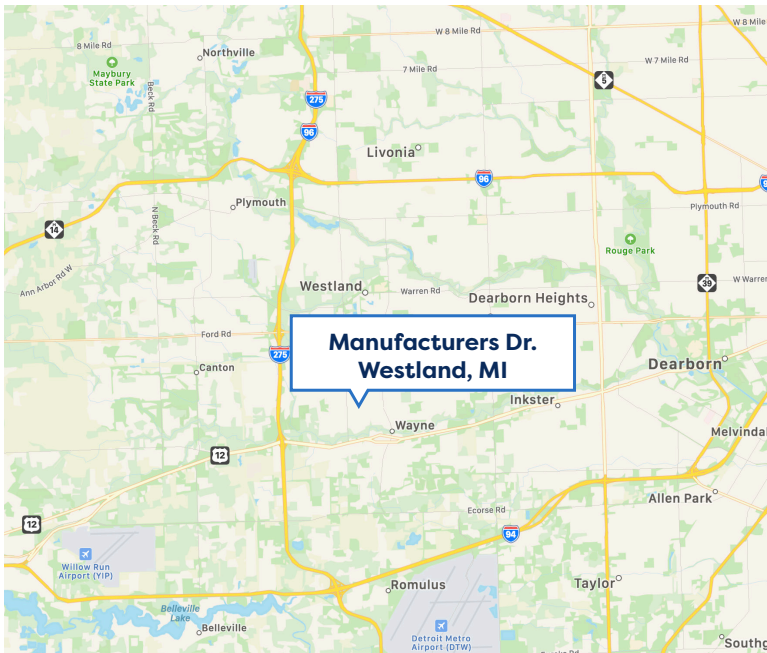 W 8 Mile Rd
8 Mile Rd
Northville
W 8 Mile Rd
Maybury
State Park
Beck Rd
7 Mile Rd
W 7 Mile Rd
5
275
96
Livonia
96
Plymouth
Plymouth Rd
14
N Beck Rd
Rouge Park
Ann Arbor Rd W
Westland
Warren Rd
Dearborn Heights
39
W Warre
Ford Rd
Manufacturers Dr.
Westland, MI
275
Canton
Dearborn
Inkster
Wayne
Melvinda
12
Allen Park
Ecorse Rd
12
94
Willow Run
Airport (YIP)
Romulus
Taylor
Belleville
Lake
Belleville
Detroit Metro
Airport (DTW)
Southg